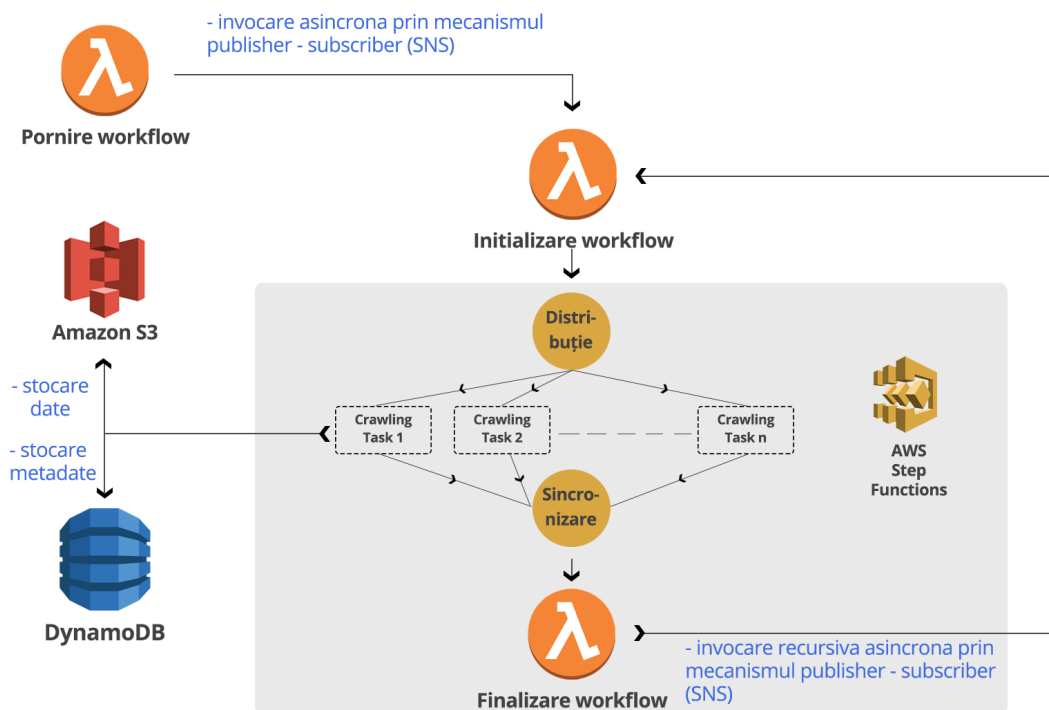 - invocare asincrona prin mecanismul
publisher - subscriber (SNS)
Pornire workflow
Initializare workflow
Amazon S3
- stocare
date
- stocare
metadate
DynamoDB
Distri-
buție
Crawling
Task 1
Crawling
Task 2
Crawling
Task n
AWS
Step
Functions
Sincro-
nizare
Finalizare workflow
- invocare recursiva asincrona prin
mecanismul publisher - subscriber
(SNS)